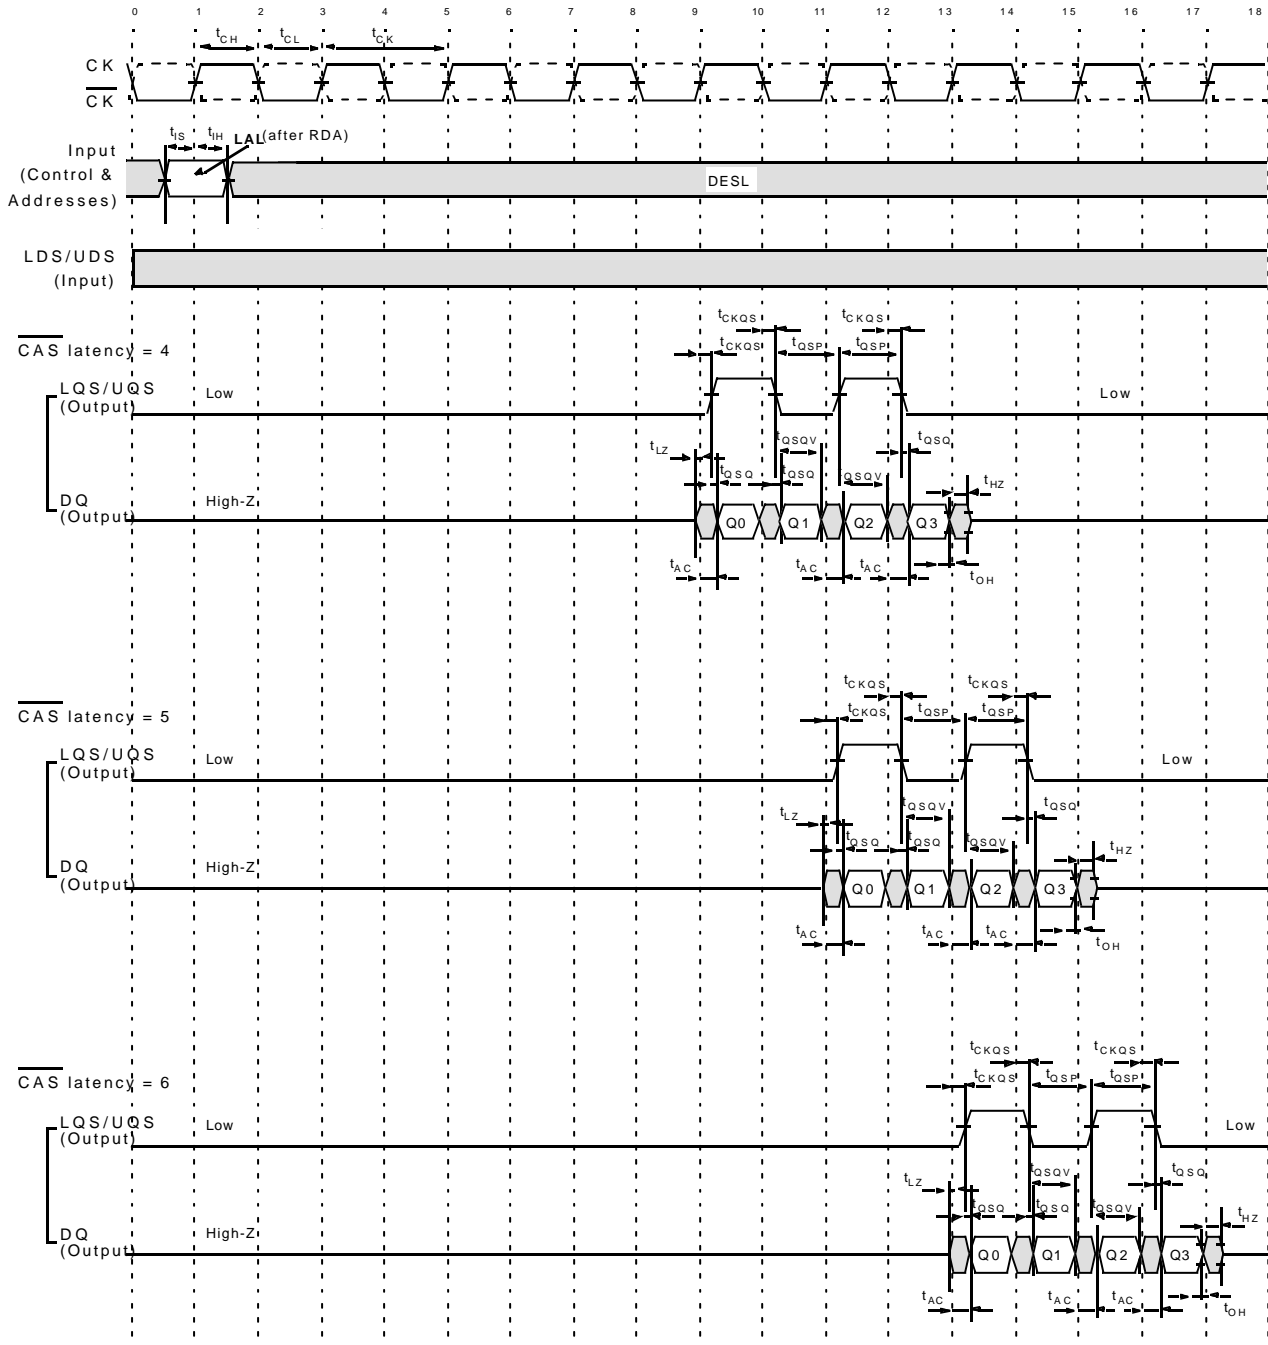 0 1 2 3 4 5 6 7 8 9 10 11 12 13 14 15 16 17 18
tCH tCL tCK
CK
CK
tIS tIH LAL (after RDA)
Input
(Control &
Addresses)
DESL
LDS/UDS
(Input)
tCKQS tCKQS
CAS latency = 4
tCKQS tQSP tQSP
LQS/UQS
(Output)
Low
Low
tQSQV tQSQ
tLZ
tQSQ tQSQ tQSQV tHZ
DQ
(Output)
High-Z
Q0 Q1 Q2 Q3
tAC tAC tAC tOH
tCKQS tCKQS
CAS latency = 5
tCKQS tQSP tQSP
LQS/UQS
(Output)
Low
Low
tQSQV tQSQ
tLZ
tQSQ tQSQ tQSQV tHZ
DQ
(Output)
High-Z
Q0 Q1 Q2 Q3
tAC tAC tAC tOH
tCKQS tCKQS
CAS latency = 6
tCKQS tQSP tQSP
LQS/UQS
(Output)
Low
Low
tQSQV tQSQ
tLZ
tQSQ tQSQ tQSQV tHZ
DQ
(Output)
High-Z
Q0 Q1 Q2 Q3
tAC tAC tAC tOH